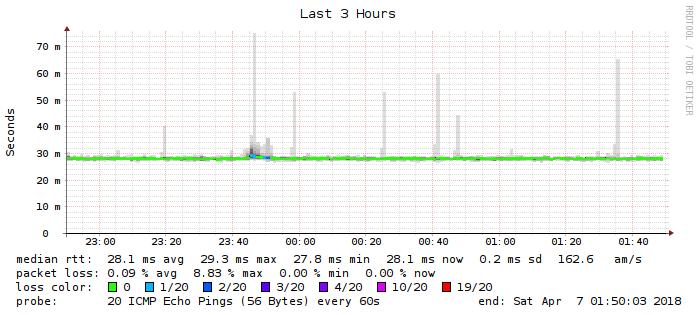 Last 3 Hours
RRDTOOL / TOBI OETIKER
Seconds
70 m
60 m
50 m
40 m
30 m
20 m
10 m
0
23:00 23:20 23:40 00:00 00:20 00:40 01:00 01:20 01:40
median rtt: 28.1 ms avg 29.3 ms max 27.8 ms min 28.1 ms now 0.2 ms sd 162.6 am/s
packet loss: 0.09 % avg 8.83 % max 0.00 % min 0.00 % now
loss color: 0 1/20 2/20 3/20 4/20 10/20 19/20
probe: 20 ICMP Echo Pings (56 Bytes) every 60s end: Sat Apr 7 01:50:03 2018